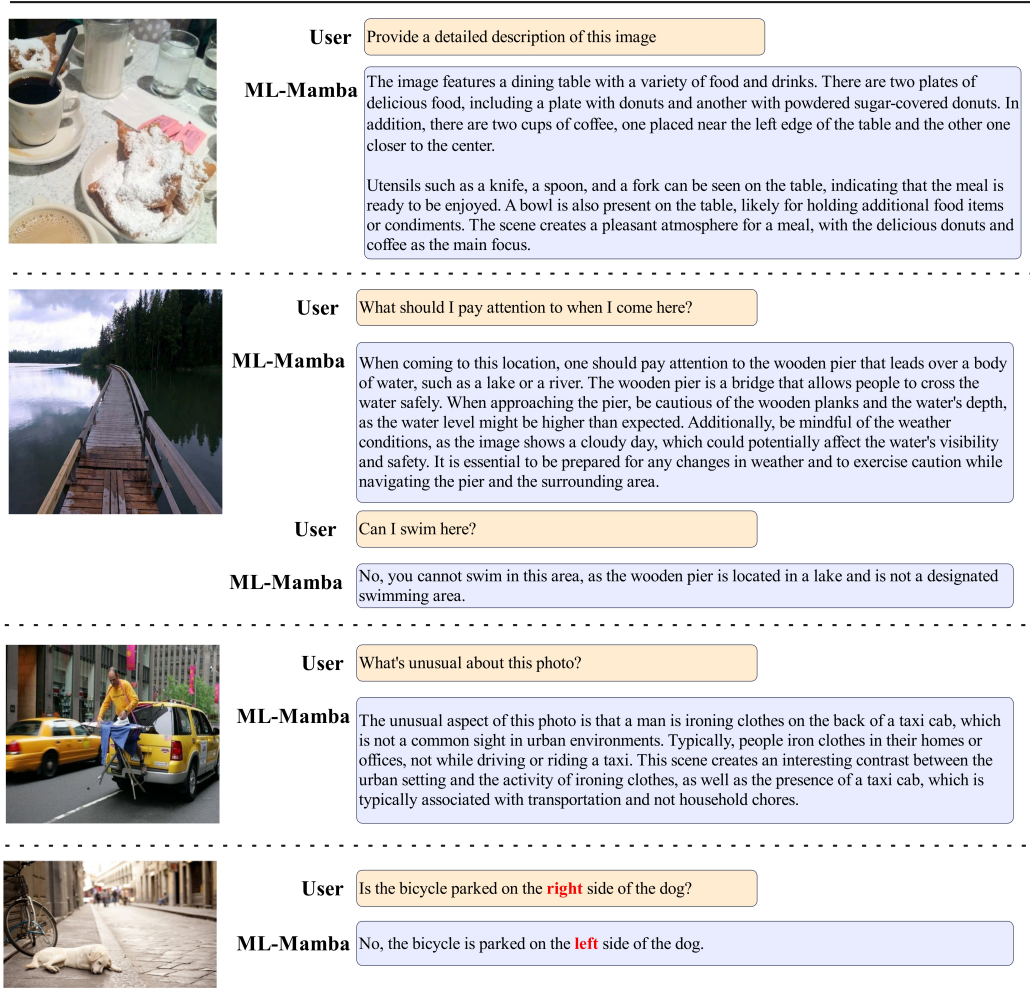 User
Provide a detailed description of this image
ML-Mamba
The image features a dining table with a variety of food and drinks. There are two plates of
delicious food, including a plate with donuts and another with powdered sugar-covered donuts. In
addition, there are two cups of coffee, one placed near the left edge of the table and the other one
closer to the center.
Utensils such as a knife, a spoon, and a fork can be seen on the table, indicating that the meal is
ready to be enjoyed. A bowl is also present on the table, likely for holding additional food items
or condiments. The scene creates a pleasant atmosphere for a meal, with the delicious donuts and
coffee as the main focus.
User
What should I pay attention to when I come here?
ML-Mamba
When coming to this location, one should pay attention to the wooden pier that leads over a body
of water, such as a lake or a river. The wooden pier is a bridge that allows people to cross the
water safely. When approaching the pier, be cautious of the wooden planks and the water's depth,
as the water level might be higher than expected. Additionally, be mindful of the weather
conditions, as the image shows a cloudy day, which could potentially affect the water's visibility
and safety. It is essential to be prepared for any changes in weather and to exercise caution while
navigating the pier and the surrounding area.
User
Can I swim here?
ML-Mamba
No, you cannot swim in this area, as the wooden pier is located in a lake and is not a designated
swimming area.
User
What's unusual about this photo?
ML-Mamba
The unusual aspect of this photo is that a man is ironing clothes on the back of a taxi cab, which
is not a common sight in urban environments. Typically, people iron clothes in their homes or
offices, not while driving or riding a taxi. This scene creates an interesting contrast between the
urban setting and the activity of ironing clothes, as well as the presence of a taxi cab, which is
typically associated with transportation and not household chores.
User
Is the bicycle parked on the right side of the dog?
ML-Mamba
No, the bicycle is parked on the left side of the dog.